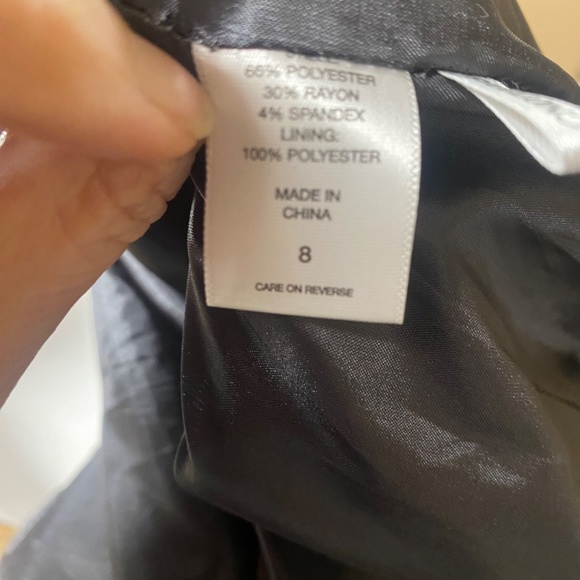 66% POLYESTER
30% RAYON
4% SPANDEX
LINING:
100% POLYESTER
MADE IN
CHINA
8
CARE ON REVERSE